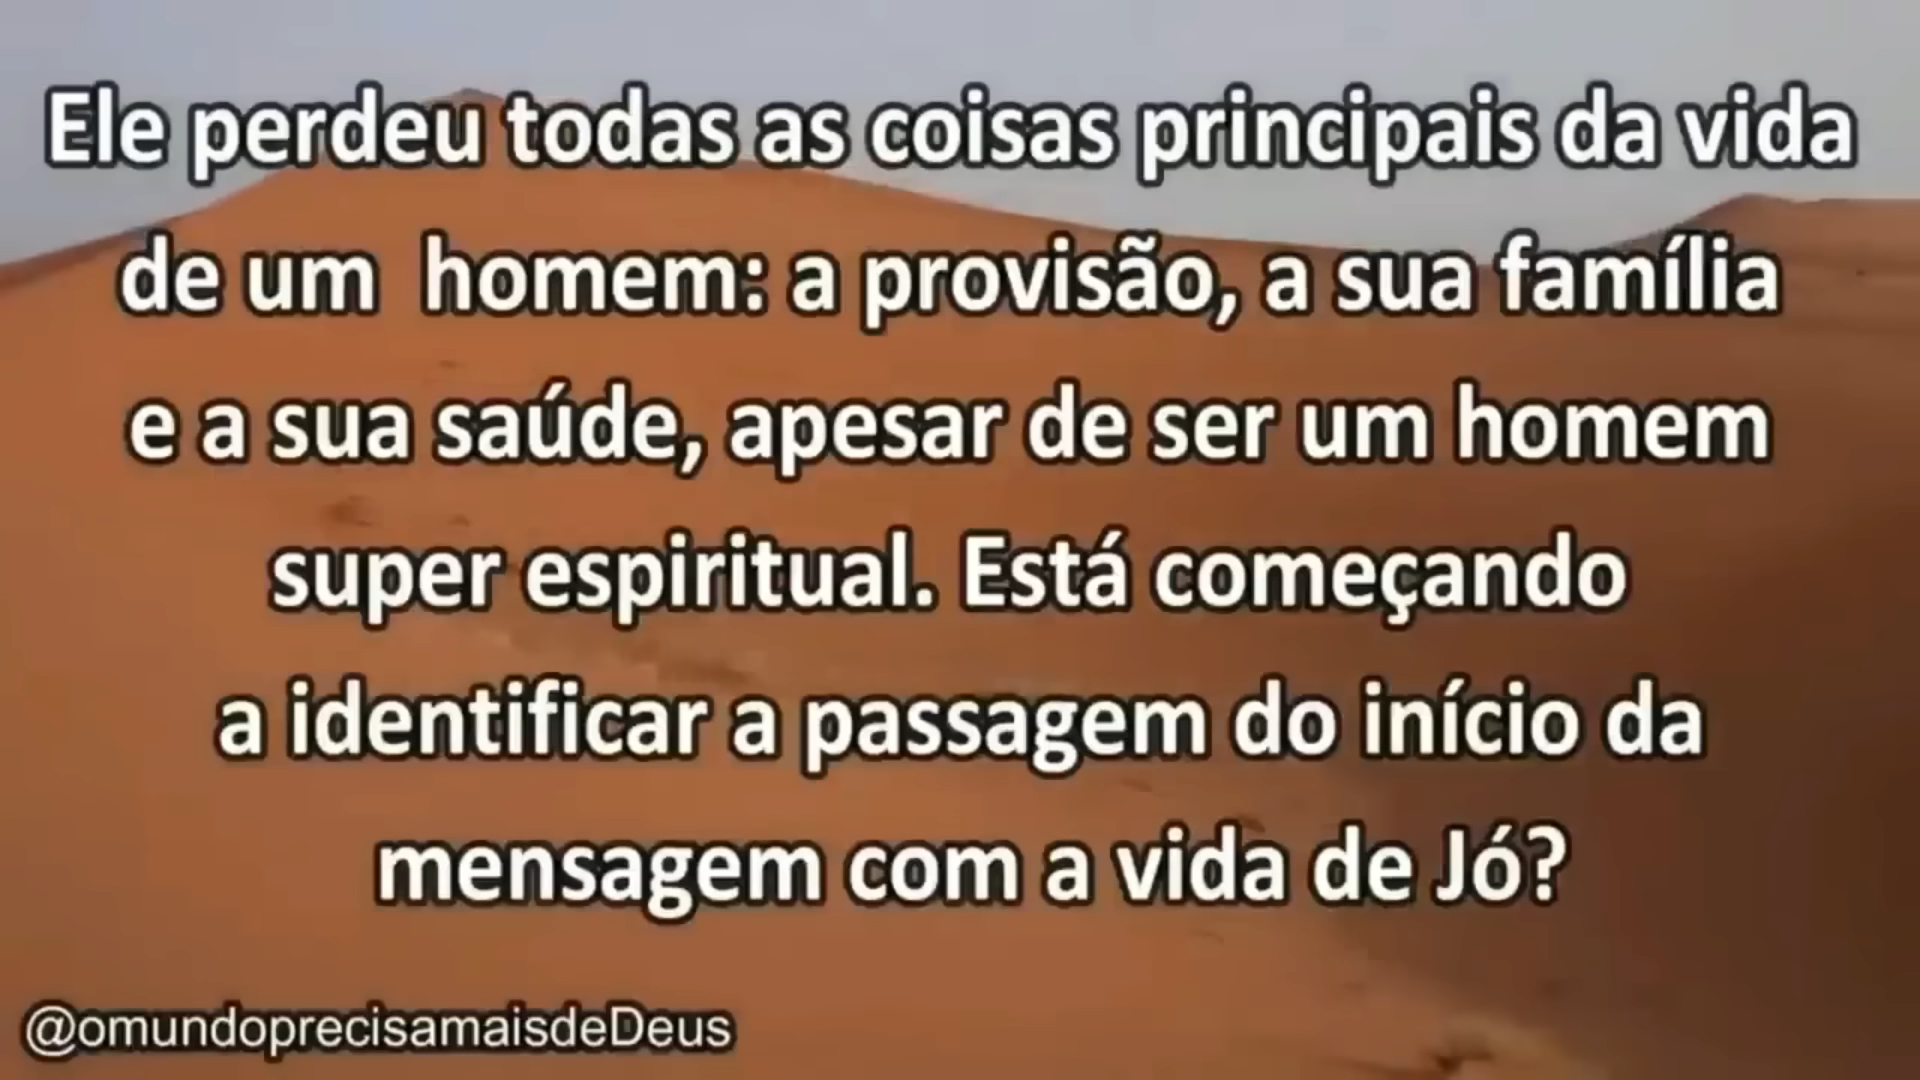 Ele perdeu todas as coisas principais da vida
de um homem: a provisão, a sua família
e a sua saúde, apesar de ser um homem
super espiritual. Está começando
a identificar a passagem do início da
mensagem com a vida de Jó?
@omundoprecisamaisdeDeus